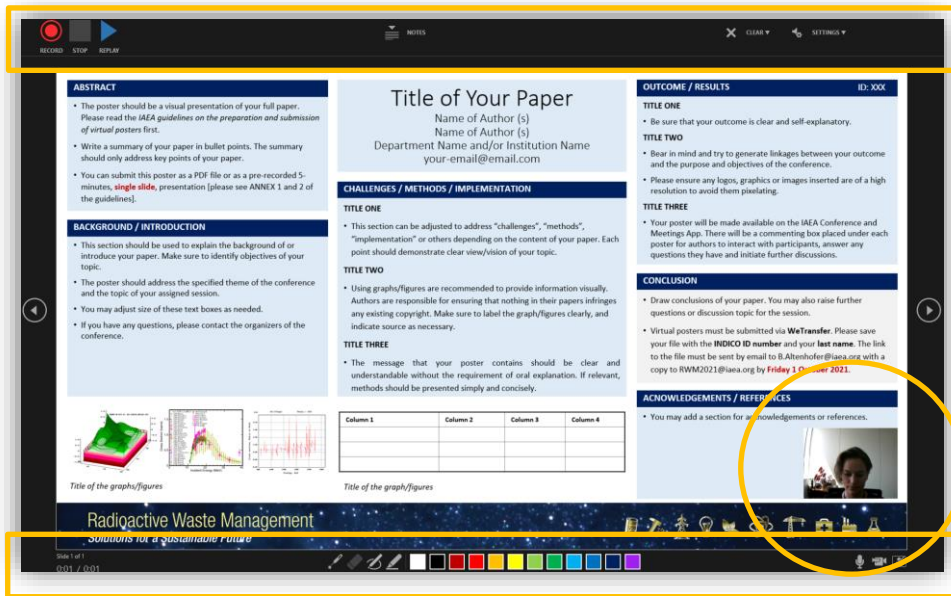 RECORD STOP REPLAY
NOTES
CLEAR ▼
SETTINGS ▼
ABSTRACT
• The poster should be a visual presentation of your full paper.
Please read the IAEA guidelines on the preparation and submission
of virtual posters first.
• Write a summary of your paper in bullet points. The summary
should only address key points of your paper.
• You can submit this poster as a PDF file or as a pre-recorded 5-
minutes, single slide, presentation [please see ANNEX 1 and 2 of
the guidelines].
BACKGROUND / INTRODUCTION
• This section should be used to explain the background of or
introduce your paper. Make sure to identify objectives of your
topic.
• The poster should address the specified theme of the conference
and the topic of your assigned session.
• You may adjust size of these text boxes as needed.
• If you have any questions, please contact the organizers of the
conference.
Title of the graphs/figures
Title of Your Paper
Name of Author (s)
Name of Author (s)
Department Name and/or Institution Name
your-email@email.com
CHALLENGES / METHODS / IMPLEMENTATION
TITLE ONE
• This section can be adjusted to address “challenges”, “methods”,
“implementation” or others depending on the content of your paper. Each
point should demonstrate clear view/vision of your topic.
TITLE TWO
• Using graphs/figures are recommended to provide information visually.
Authors are responsible for ensuring that nothing in their papers infringes
any existing copyright. Make sure to label the graph/figures clearly, and
indicate source as necessary.
TITLE THREE
• The message that your poster contains should be clear and
understandable without the requirement of oral explanation. If relevant,
methods should be presented simply and concisely.
Column 1 Column 2 Column 3 Column 4
Title of the graph/figures
OUTCOME / RESULTS ID: XXX
TITLE ONE
• Be sure that your outcome is clear and self-explanatory.
TITLE TWO
• Bear in mind and try to generate linkages between your outcome
and the purpose and objectives of the conference.
• Please ensure any logos, graphics or images inserted are of a high
resolution to avoid them pixelating.
TITLE THREE
• Your poster will be made available on the IAEA Conference and
Meetings App. There will be a commenting box placed under each
poster for authors to interact with participants, answer any
questions they have and initiate further discussions.
CONCLUSION
• Draw conclusions of your paper. You may also raise further
questions or discussion topic for the session.
• Virtual posters must be submitted via WeTransfer. Please save
your file with the INDICO ID number and your last name. The link
to the file must be sent by email to B.Altenhofer@iaea.org with a
copy to RWM2021@iaea.org by Friday 1 October 2021.
ACNOWLEDGEMENTS / REFERENCES
• You may add a section for acknowledgements or references.
Radioactive Waste Management
Solutions for a Sustainable Future
Slide 1 of 1
0:01 / 0:01